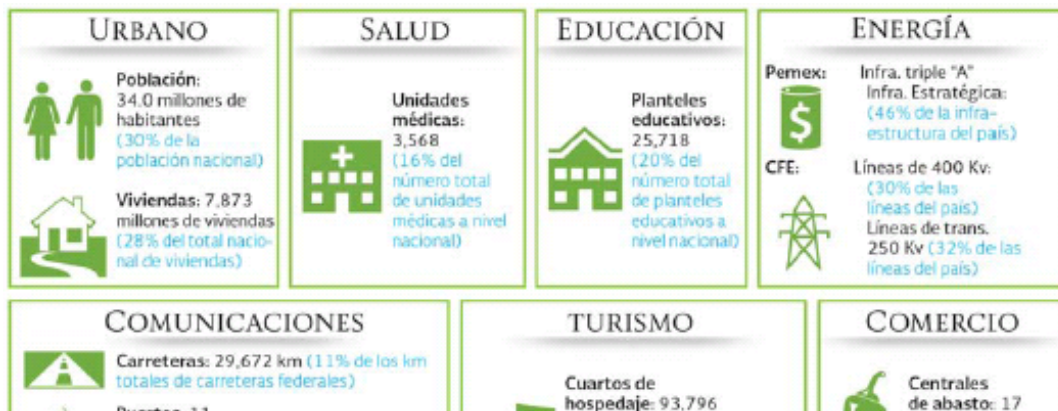 URBANO
Población:
34.0 millones de
habitantes
(30% de la
población nacional)
Viviendas: 7,873
millones de viviendas
(28% del total nacio-
nal de viviendas)
SALUD
Unidades
médicas:
3,568
(16% del
número total
de unidades
médicas a nivel
nacional)
EDUCACIÓN
Planteles
educativos:
25,718
(20% del
número total
de planteles
educativos a
nivel nacional)
ENERGÍA
Pemex: Infra. triple "A"
Infra. Estratégica:
(46% de la infra-
estructura del país)
CFE: Líneas de 400 Kv:
(30% de las
líneas del país)
Líneas de trans.
250 Kv (32% de las
líneas del país)
COMUNICACIONES
Carreteras: 29,672 km (11% de los km
totales de carreteras federales)
TURISMO
Cuartos de
hospedaje: 93,796
COMERCIO
Centrales
de abasto: 17